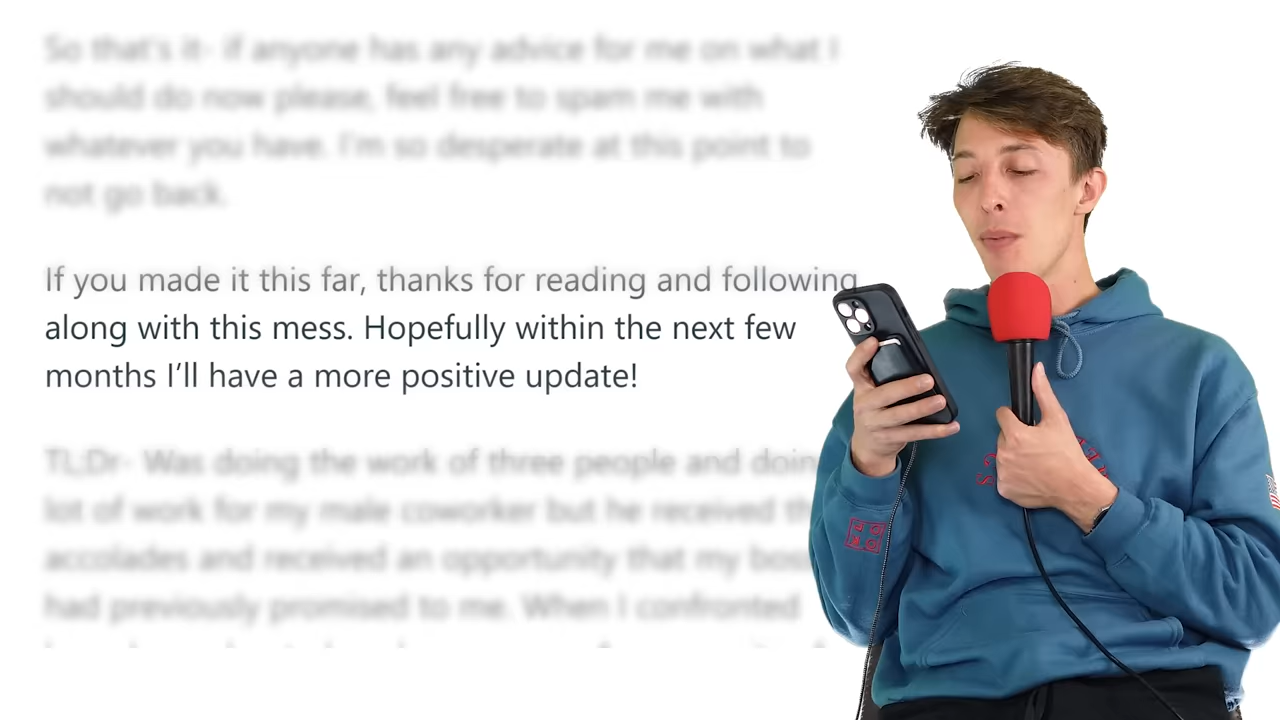 So that's it- if anyone has any advice for me on what I
should do now please, feel free to spam me with
whatever you have. I'm so desperate at this point to
not go back.
If you made it this far, thanks for reading and following
along with this mess. Hopefully within the next few
months I’ll have a more positive update!
TL;Dr- Was doing the work of three people and doin
lot of work for my male coworker but he received th
accolades and received an opportunity that my bos
had previously promised to me. When I confronted